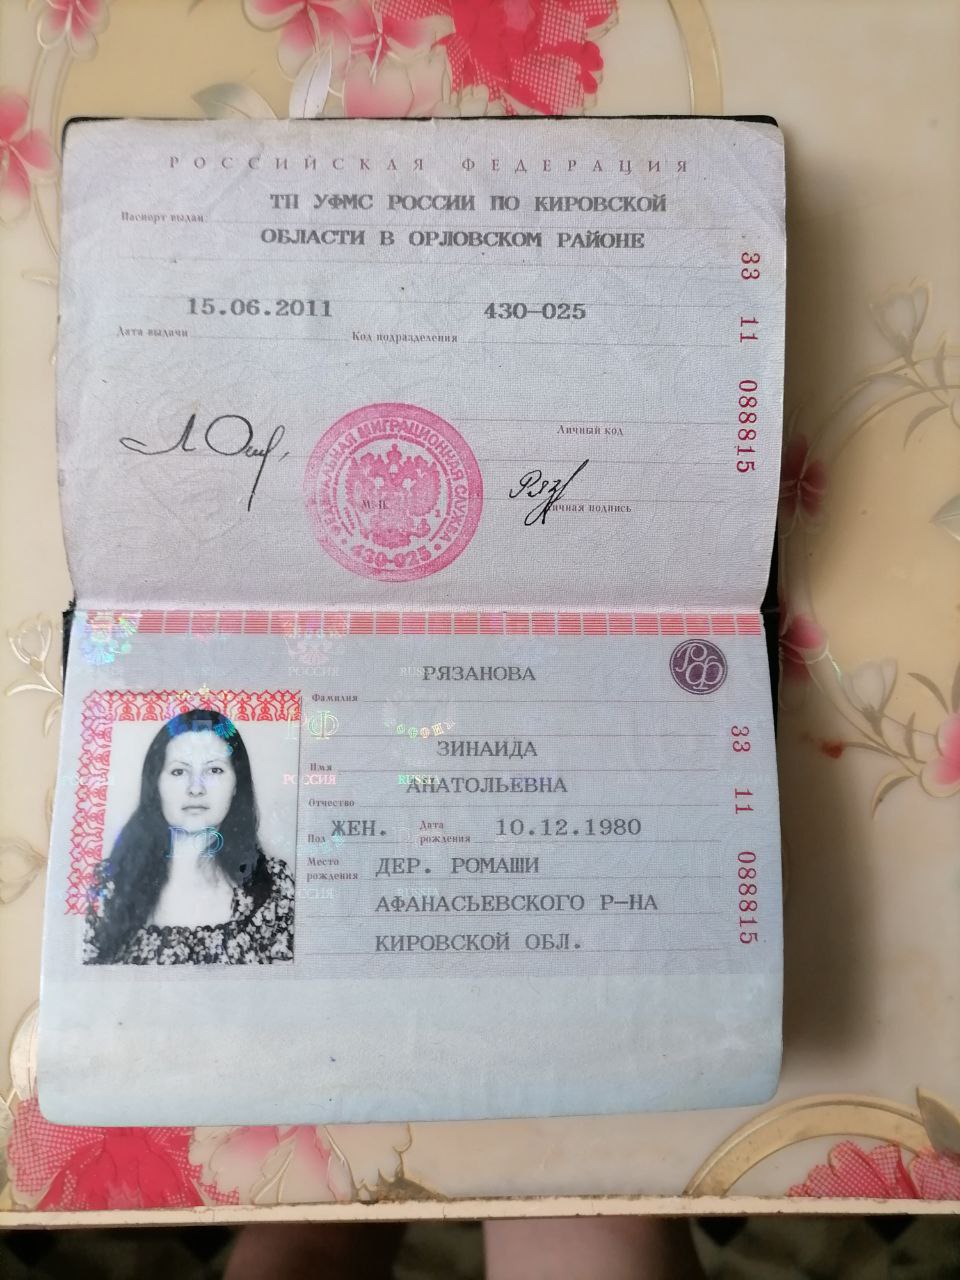 РОССИЙСКАЯ ФЕДЕРАЦИЯ
Паспорт выдан ТП УФМС РОССИИ ПО КИРОВСКОЙ
ОБЛАСТИ В ОРЛОВСКОМ РАЙОНЕ
15.06.2011 430-025
Дата выдачи Код подразделения
33 11 088815
Личный код
ФЕДЕРАЛЬНАЯ МИГРАЦИОННАЯ СЛУЖБА
430-025
М.П.
Личная подпись
РЯЗАНОВА
Фамилия
ЗИНАИДА
Имя
АНАТОЛЬЕВНА
Отчество
Пол ЖЕН. Дата рождения 10.12.1980
Место рождения ДЕР. РОМАШИ
АФАНАСЬЕВСКОГО Р-НА
КИРОВСКОЙ ОБЛ.
33 11 088815
РФ
РОССИЯ
RUSSIA